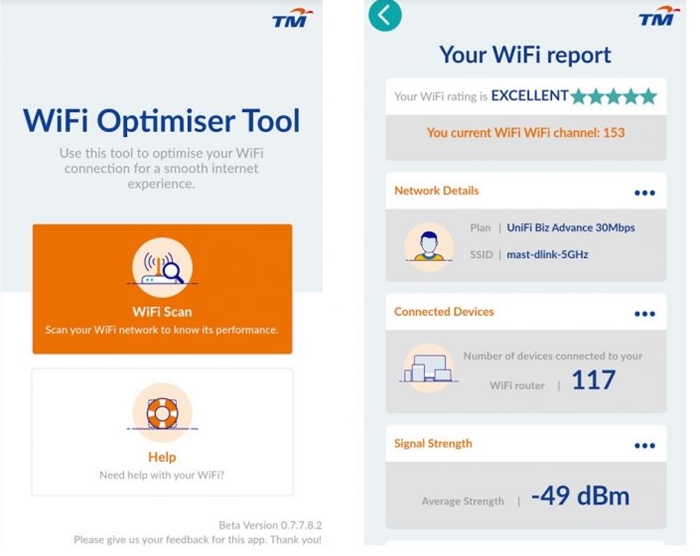 TM
WiFi Optimiser Tool
Use this tool to optimise your WiFi
connection for a smooth internet
experience.
WiFi Scan
Scan your WiFi network to know its performance.
Help
Need help with your WiFi?
Beta Version 0.7.7.8.2
Please give us your feedback for this app. Thank you!
TM
Your WiFi report
Your WiFi rating is EXCELLENT
You current WiFi WiFi channel: 153
Network Details
Plan | UniFi Biz Advance 30Mbps
SSID | mast-dlink-5GHz
Connected Devices
Number of devices connected to your
WiFi router | 117
Signal Strength
Average Strength | -49 dBm